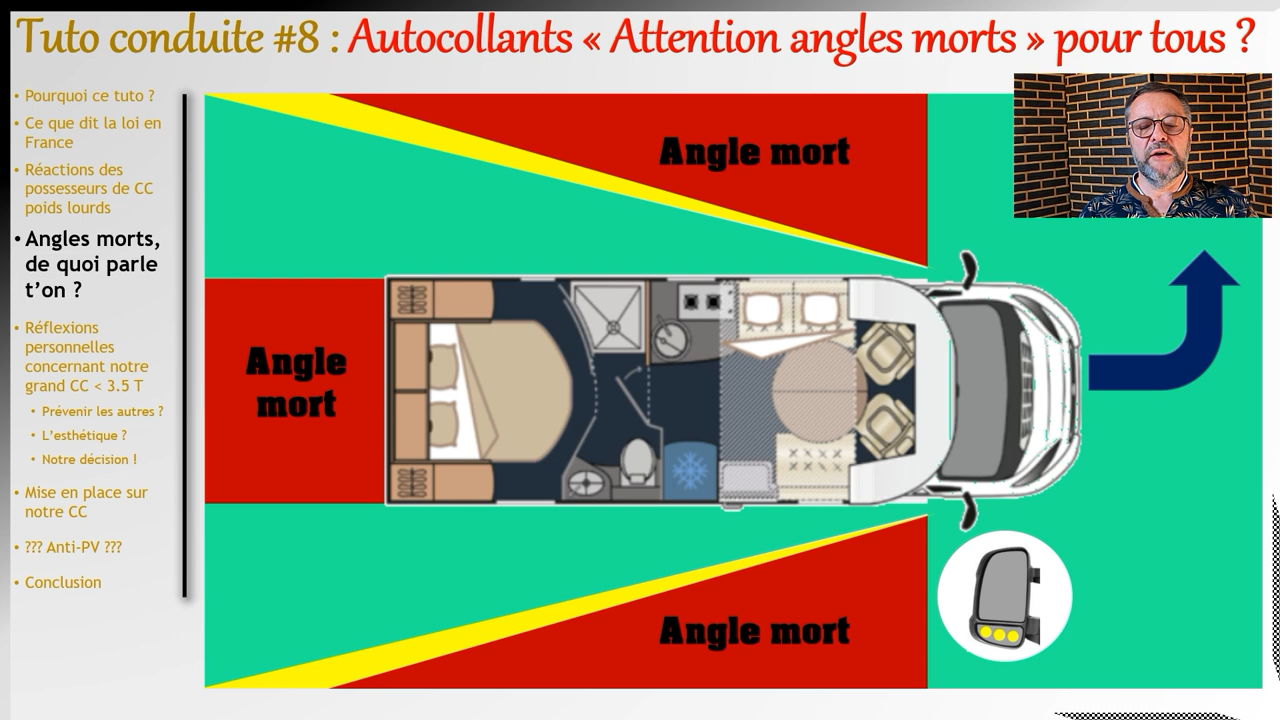 Tuto conduite #8 : Autocollants « Attention angles morts » pour tous ?
• Pourquoi ce tuto ?
• Ce que dit la loi en
France
• Réactions des
possesseurs de CC
poids lourds
• Angles morts,
de quoi parle
t’on ?
• Réflexions
personnelles
concernant notre
grand CC < 3.5 T
• Prévenir les autres ?
• L’esthétique ?
• Notre décision !
• Mise en place sur
notre CC
• ??? Anti-PV ???
• Conclusion
Angle mort
Angle
mort
Angle mort